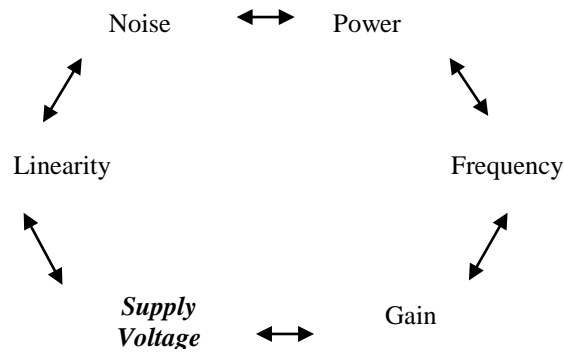 Noise Power
Linearity Frequency
Supply
Voltage
Gain